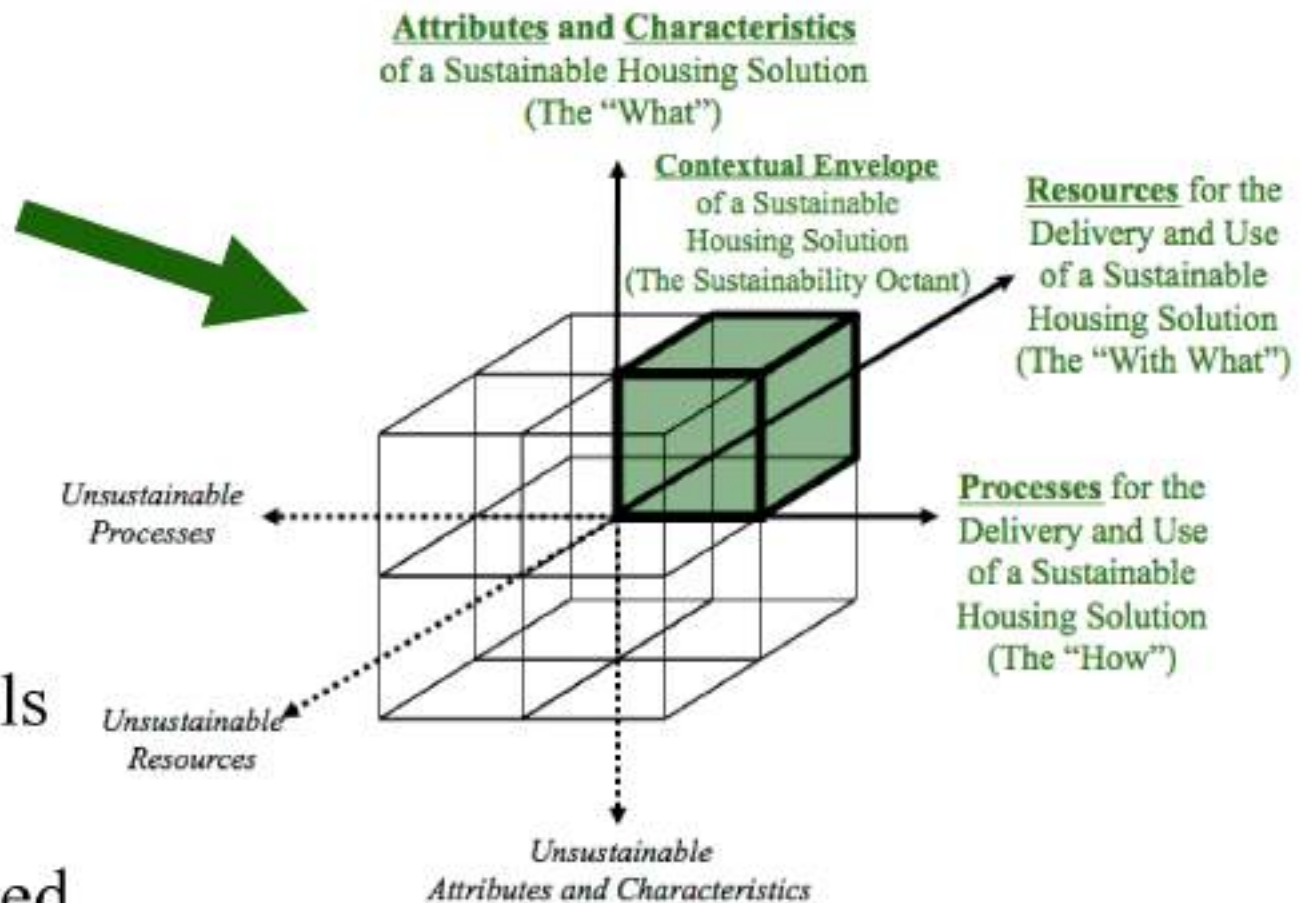 Attributes and Characteristics
of a Sustainable Housing Solution
(The “What”)
Contextual Envelope
of a Sustainable
Housing Solution
(The Sustainability Octant)
Resources for the
Delivery and Use
of a Sustainable
Housing Solution
(The “With What”)
Unsustainable
Processes
Processes for the
Delivery and Use
of a Sustainable
Housing Solution
(The “How”)
ls
Unsustainable
Resources
Unsustainable
Attributes and Characteristics
ed